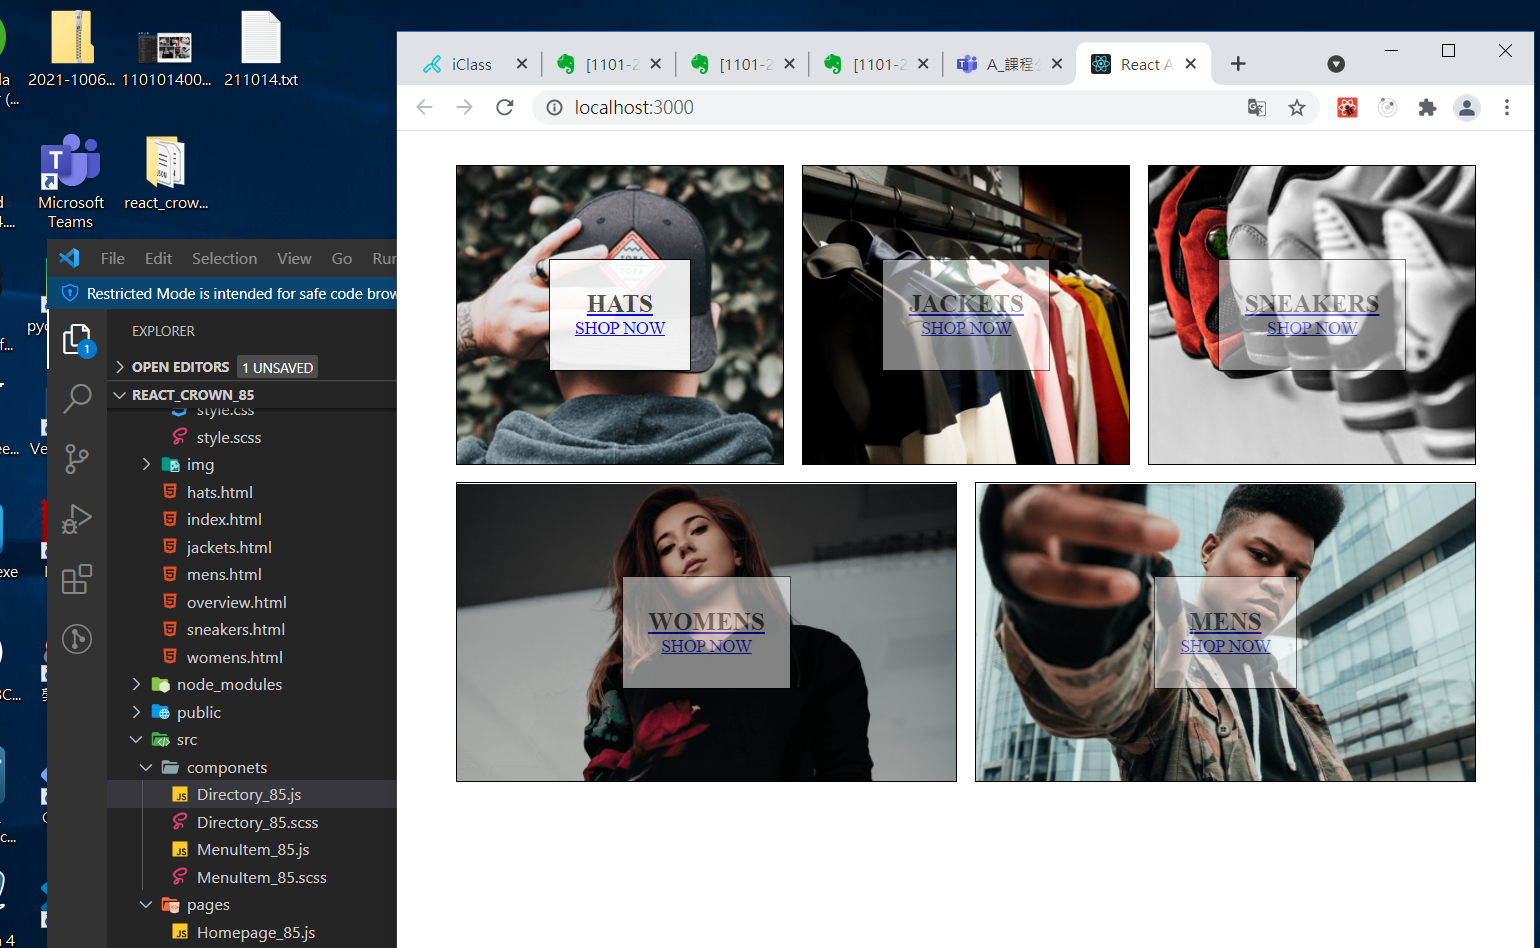 2021-1006...
110101400...
211014.txt
Microsoft
Teams
react_crow...
File Edit Selection View Go Run
Restricted Mode is intended for safe code brow
EXPLORER
OPEN EDITORS 1 UNSAVED
REACT_CROWN_85
style.css
style.scss
img
hats.html
index.html
jackets.html
mens.html
overview.html
sneakers.html
womens.html
node_modules
public
src
componets
Directory_85.js
Directory_85.scss
MenuItem_85.js
MenuItem_85.scss
pages
Homepage_85.js
1
iClass
[1101-2
[1101-2
[1101-2
A_課程
React A
localhost:3000
HATS
SHOP NOW
JACKETS
SHOP NOW
SNEAKERS
SHOP NOW
WOMENS
SHOP NOW
MENS
SHOP NOW